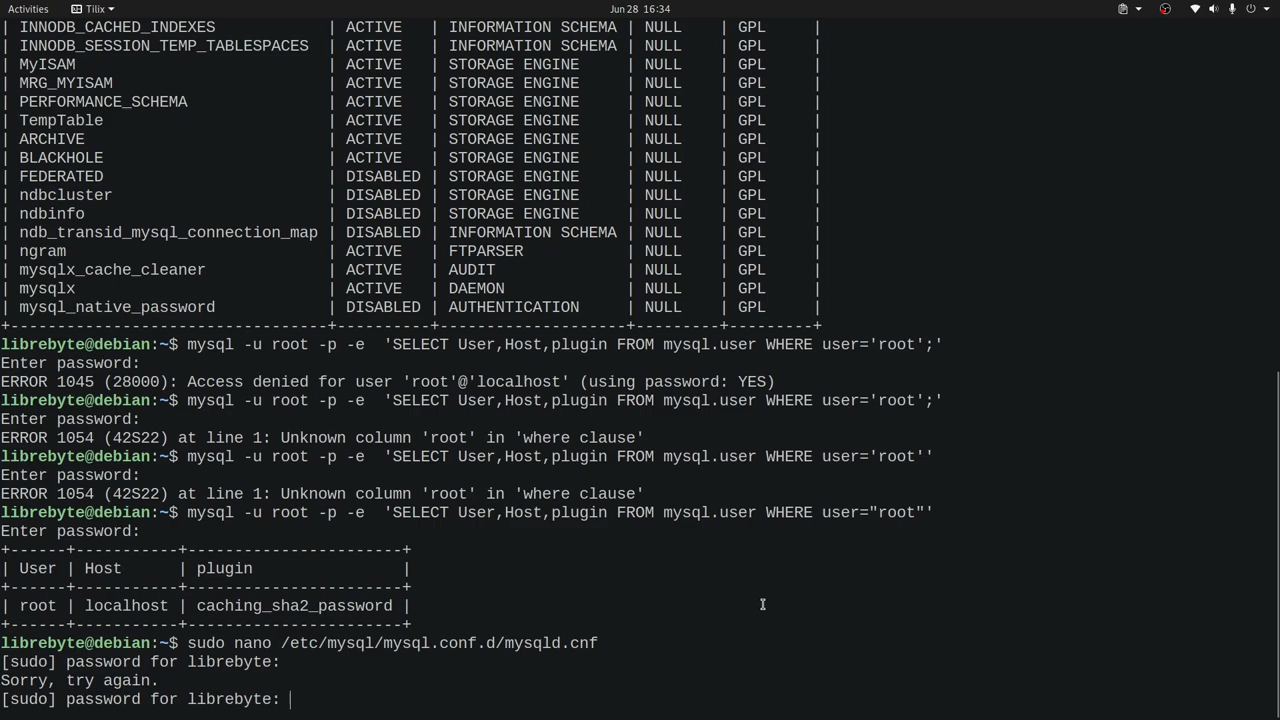 Activities Tilix Jun 28 16:34
| INNODB_CACHED_INDEXES | ACTIVE | INFORMATION SCHEMA | NULL | GPL |
| INNODB_SESSION_TEMP_TABLESPACES | ACTIVE | INFORMATION SCHEMA | NULL | GPL |
| MyISAM | ACTIVE | STORAGE ENGINE | NULL | GPL |
| MRG_MYISAM | ACTIVE | STORAGE ENGINE | NULL | GPL |
| PERFORMANCE_SCHEMA | ACTIVE | STORAGE ENGINE | NULL | GPL |
| TempTable | ACTIVE | STORAGE ENGINE | NULL | GPL |
| ARCHIVE | ACTIVE | STORAGE ENGINE | NULL | GPL |
| BLACKHOLE | ACTIVE | STORAGE ENGINE | NULL | GPL |
| FEDERATED | DISABLED | STORAGE ENGINE | NULL | GPL |
| ndbcluster | DISABLED | STORAGE ENGINE | NULL | GPL |
| ndbinfo | DISABLED | STORAGE ENGINE | NULL | GPL |
| ndb_transid_mysql_connection_map | DISABLED | INFORMATION SCHEMA | NULL | GPL |
| ngram | ACTIVE | FTPARSER | NULL | GPL |
| mysqlx_cache_cleaner | ACTIVE | AUDIT | NULL | GPL |
| mysqlx | ACTIVE | DAEMON | NULL | GPL |
| mysql_native_password | DISABLED | AUTHENTICATION | NULL | GPL |
+----------------------------------+----------+--------------------+---------+---------+
librebyte@debian:~$ mysql -u root -p -e  'SELECT User,Host,plugin FROM mysql.user WHERE user='root';'
Enter password:
ERROR 1045 (28000): Access denied for user 'root'@'localhost' (using password: YES)
librebyte@debian:~$ mysql -u root -p -e  'SELECT User,Host,plugin FROM mysql.user WHERE user='root';'
Enter password:
ERROR 1054 (42S22) at line 1: Unknown column 'root' in 'where clause'
librebyte@debian:~$ mysql -u root -p -e  'SELECT User,Host,plugin FROM mysql.user WHERE user='root''
Enter password:
ERROR 1054 (42S22) at line 1: Unknown column 'root' in 'where clause'
librebyte@debian:~$ mysql -u root -p -e  'SELECT User,Host,plugin FROM mysql.user WHERE user="root"'
Enter password:
+------+-----------+-----------------------+
| User | Host | plugin |
+------+-----------+-----------------------+
| root | localhost | caching_sha2_password |
+------+-----------+-----------------------+
librebyte@debian:~$ sudo nano /etc/mysql/mysql.conf.d/mysqld.cnf
[sudo] password for librebyte:
Sorry, try again.
[sudo] password for librebyte: